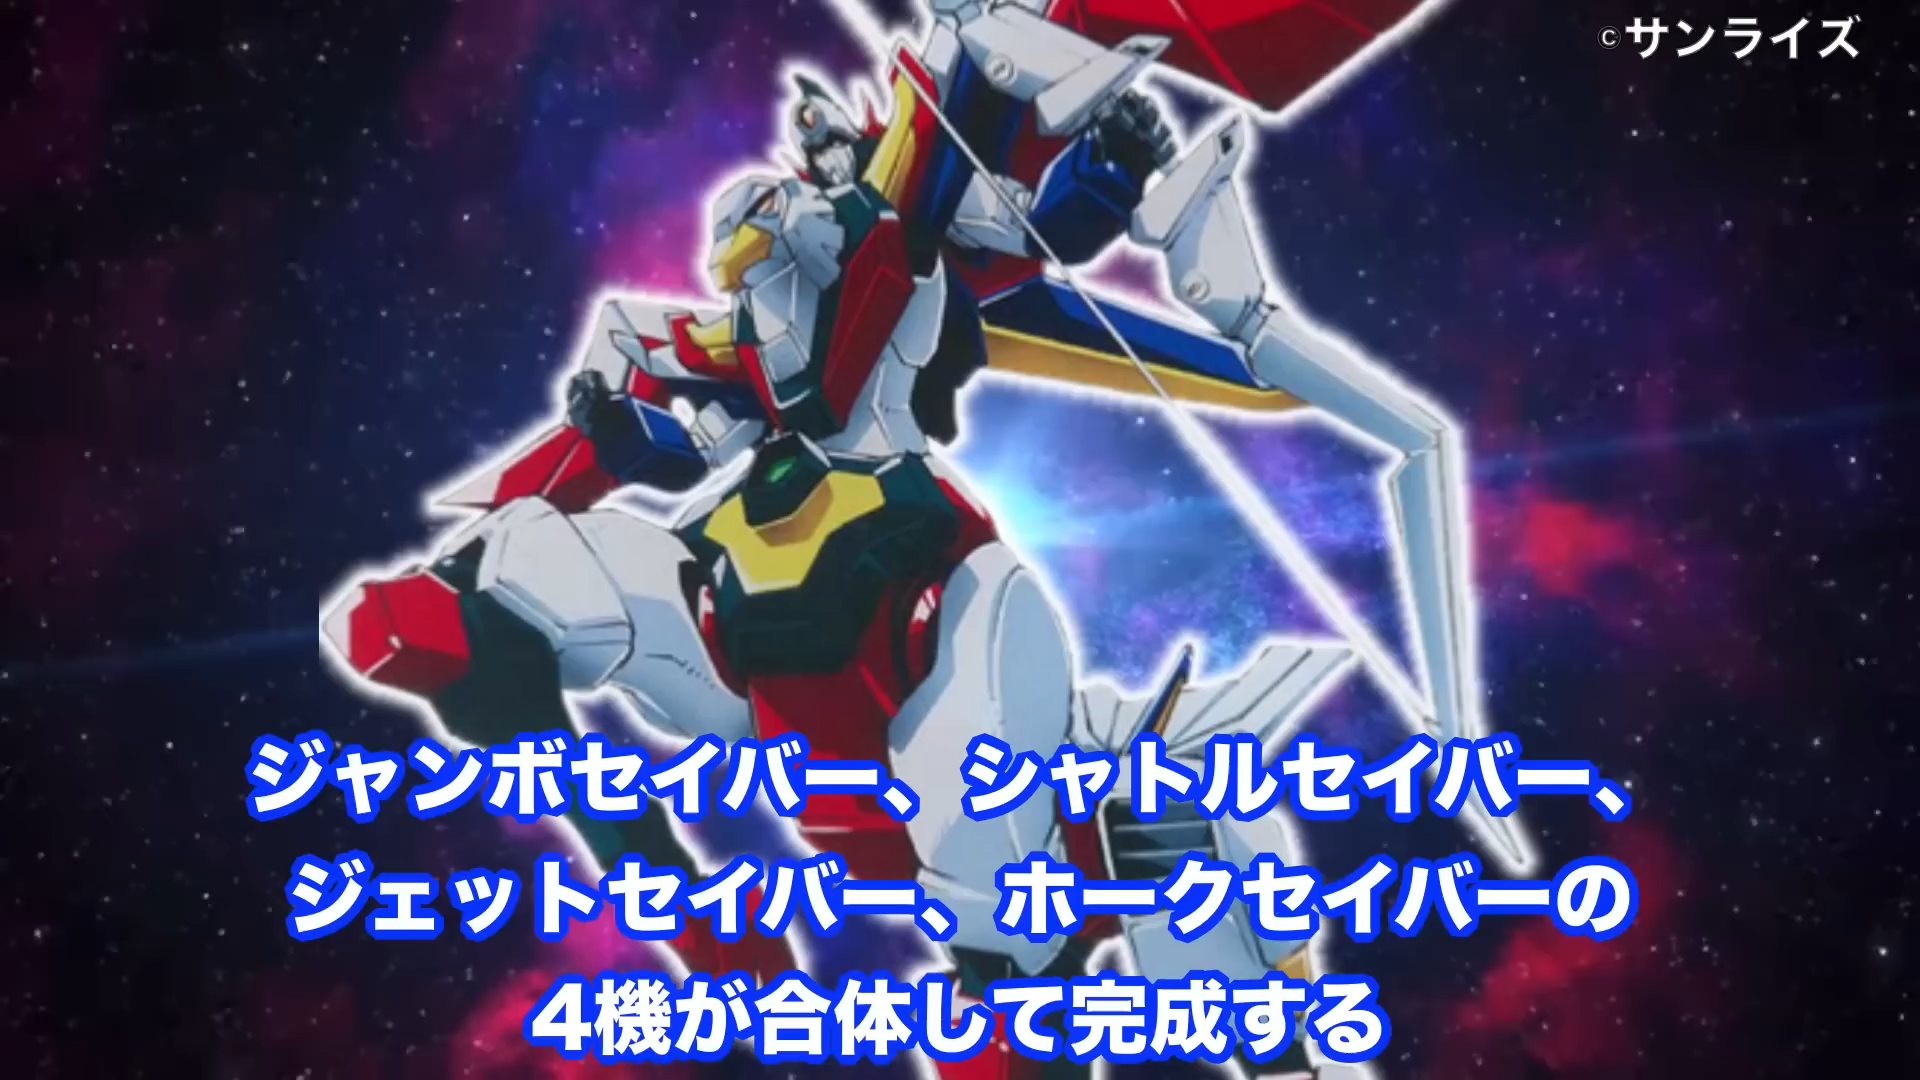 ©サンライズ
ジャンボセイバー、シャトルセイバー、
ジェットセイバー、ホークセイバーの
4機が合体して完成する